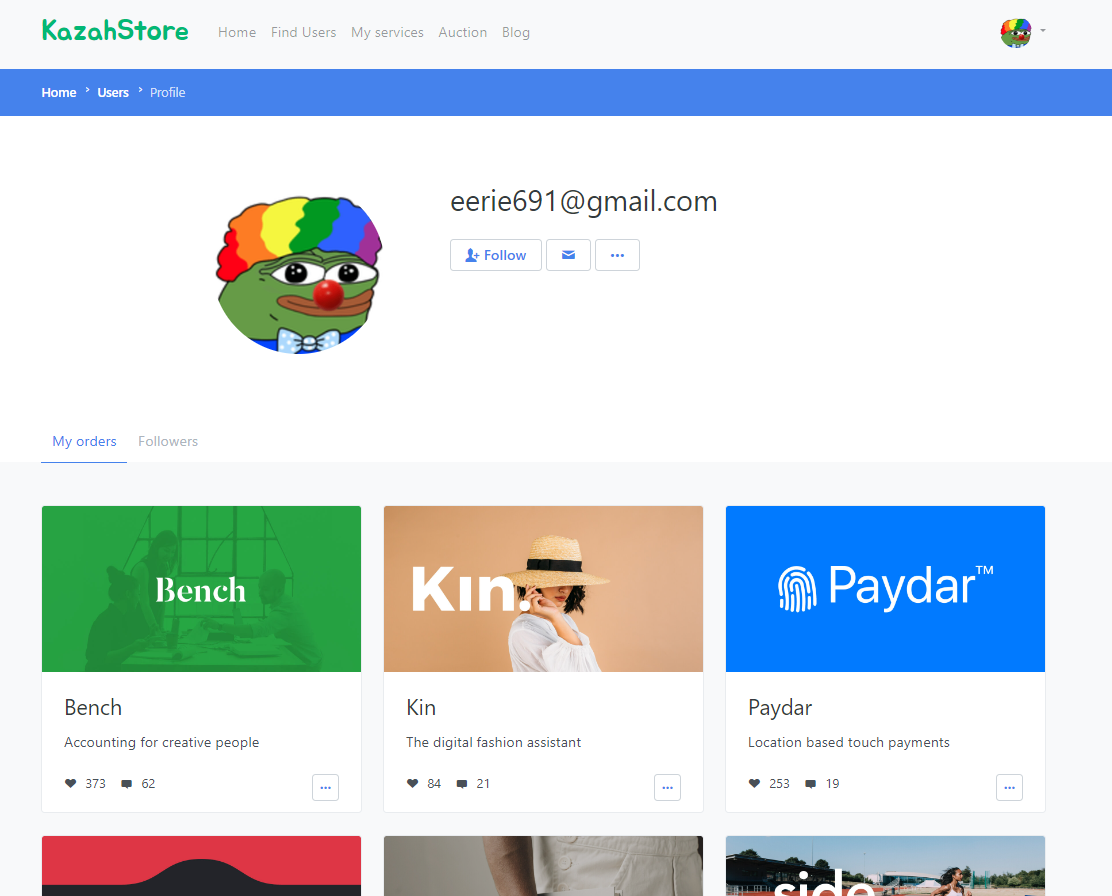 KazahStore Home Find Users My services Auction Blog
Home › Users › Profile
eerie691@gmail.com
Follow
My orders Followers
Bench
Kin.
Paydar™
Bench
Accounting for creative people
373 62
Kin
The digital fashion assistant
84 21
Paydar
Location based touch payments
253 19
side